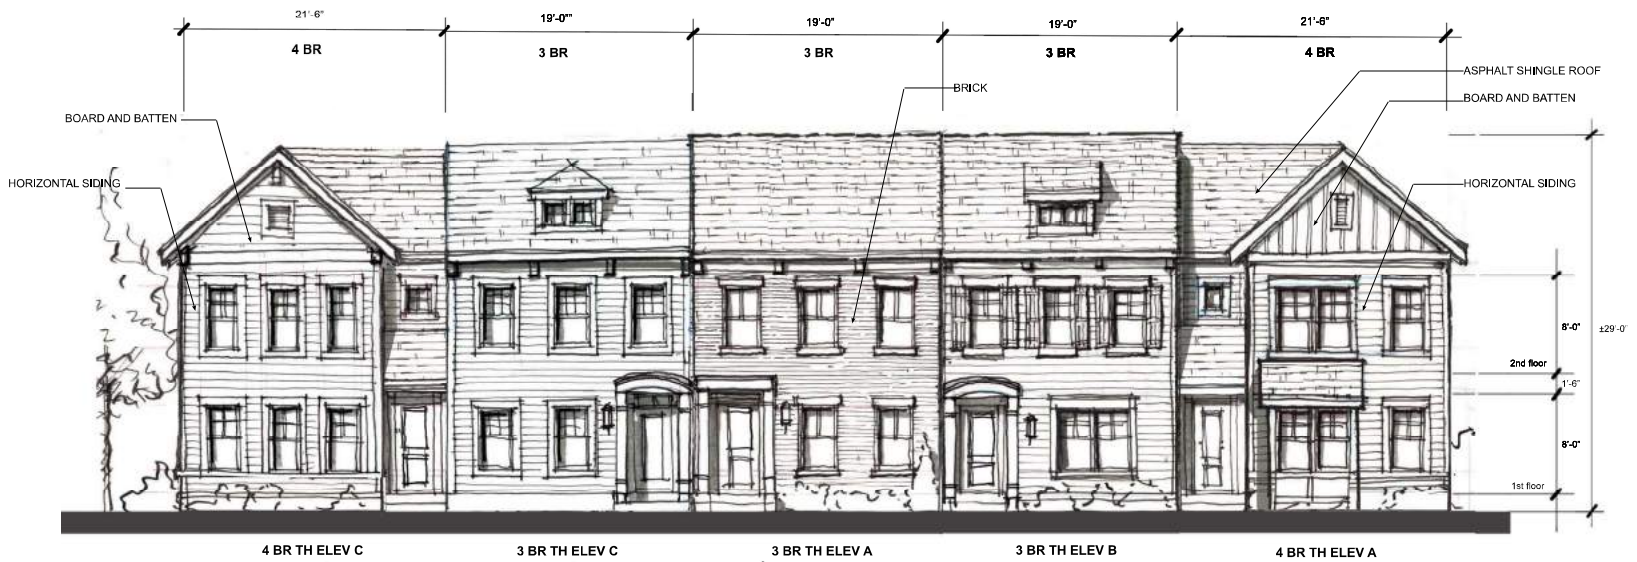 21'-6" 19'-0"" 19'-0" 19'-0" 21'-6"
4 BR 3 BR 3 BR 3 BR 4 BR
ASPHALT SHINGLE ROOF
BRICK
BOARD AND BATTEN
BOARD AND BATTEN
HORIZONTAL SIDING
HORIZONTAL SIDING
8'-0"
±29'-0"
2nd floor
1'-6"
8'-0"
1st floor
4 BR TH ELEV C 3 BR TH ELEV C 3 BR TH ELEV A 3 BR TH ELEV B 4 BR TH ELEV A